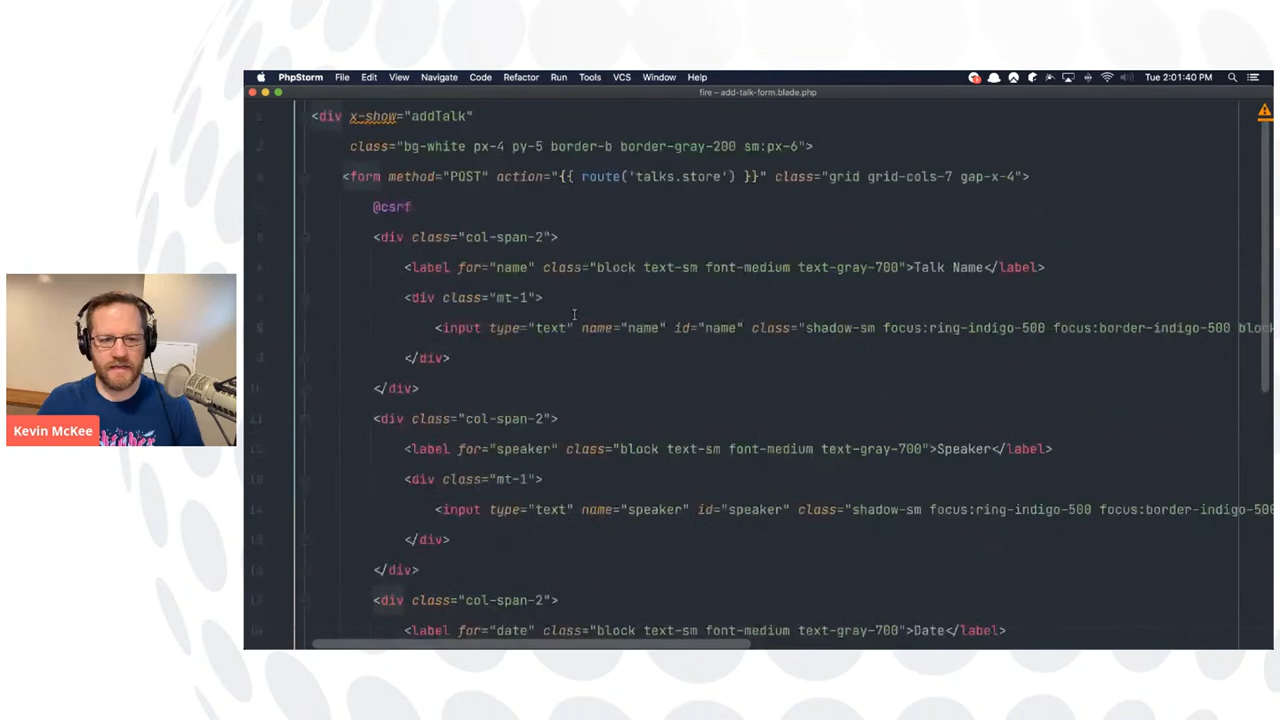 PhpStorm File Edit View Navigate Code Refactor Run Tools VCS Window Help Tue 2:01:40 PM
fire – add-talk-form.blade.php
1 <div x-show="addTalk"
2 class="bg-white px-4 py-5 border-b border-gray-200 sm:px-6">
<form method="POST" action="{{ route('talks.store') }}" class="grid grid-cols-7 gap-x-4">
@csrf
<div class="col-span-2">
<label for="name" class="block text-sm font-medium text-gray-700">Talk Name</label>
<div class="mt-1">
<input type="text" name="name" id="name" class="shadow-sm focus:ring-indigo-500 focus:border-indigo-500 bloc
</div>
</div>
<div class="col-span-2">
<label for="speaker" class="block text-sm font-medium text-gray-700">Speaker</label>
<div class="mt-1">
<input type="text" name="speaker" id="speaker" class="shadow-sm focus:ring-indigo-500 focus:border-indigo-500
</div>
</div>
<div class="col-span-2">
<label for="date" class="block text-sm font-medium text-gray-700">Date</label>
Kevin McKee